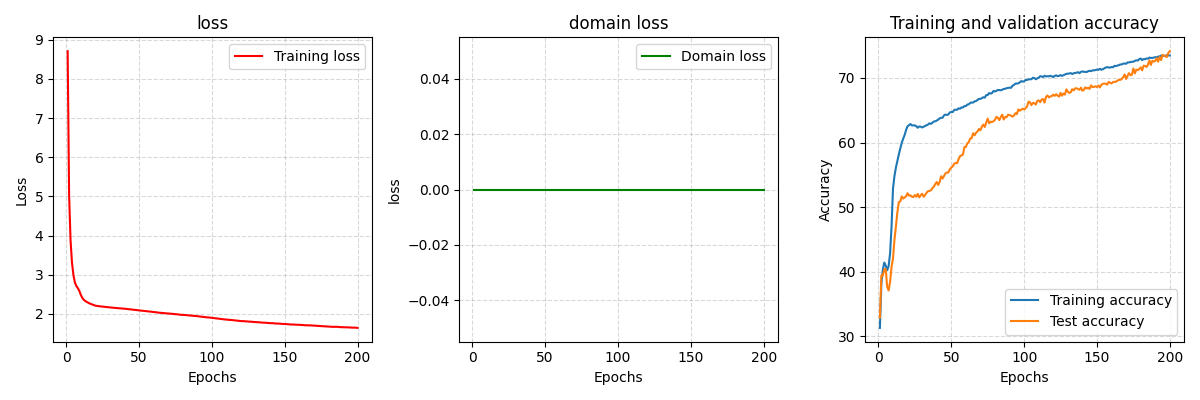 loss
Loss
9
8
7
6
5
4
3
2
0
50
100
150
200
Epochs
Training loss
domain loss
loss
0.04
0.02
0.00
−0.02
−0.04
0
50
100
150
200
Epochs
Domain loss
Training and validation accuracy
Accuracy
70
60
50
40
30
0
50
100
150
200
Epochs
Training accuracy
Test accuracy